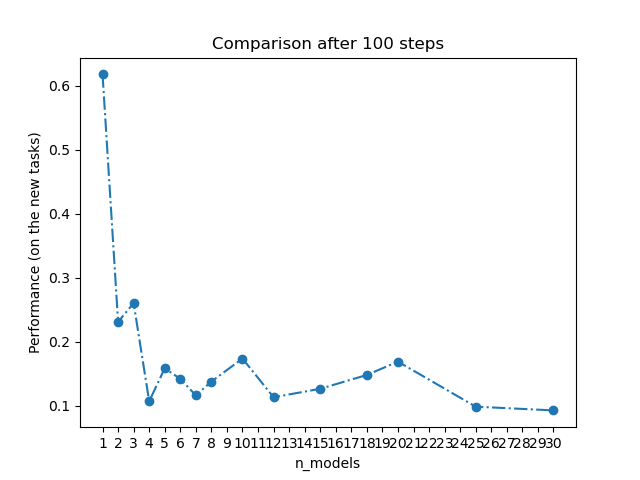 Comparison after 100 steps
Performance (on the new tasks)
0.6
0.5
0.4
0.3
0.2
0.1
1 2 3 4 5 6 7 8 9 10 11 12 13 14 15 16 17 18 19 20 21 22 23 24 25 26 27 28 29 30
n_models